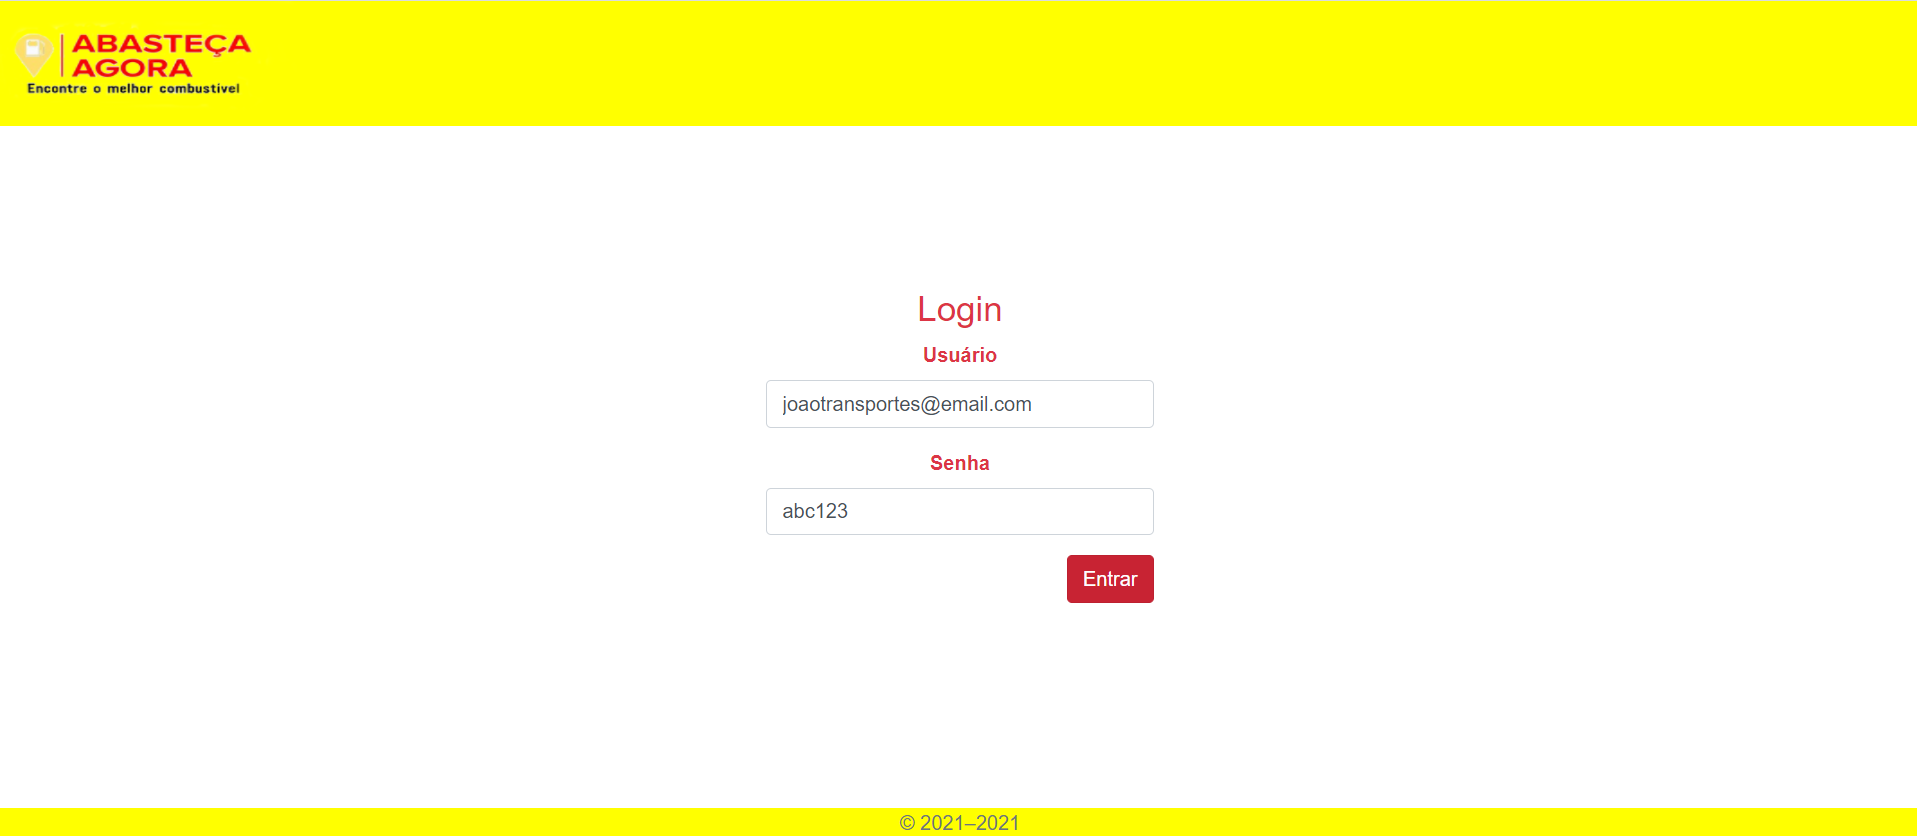 ABASTEÇA
AGORA
Encontre o melhor combustível
Login
Usuário
joaotransportes@email.com
Senha
abc123
Entrar
© 2021–2021